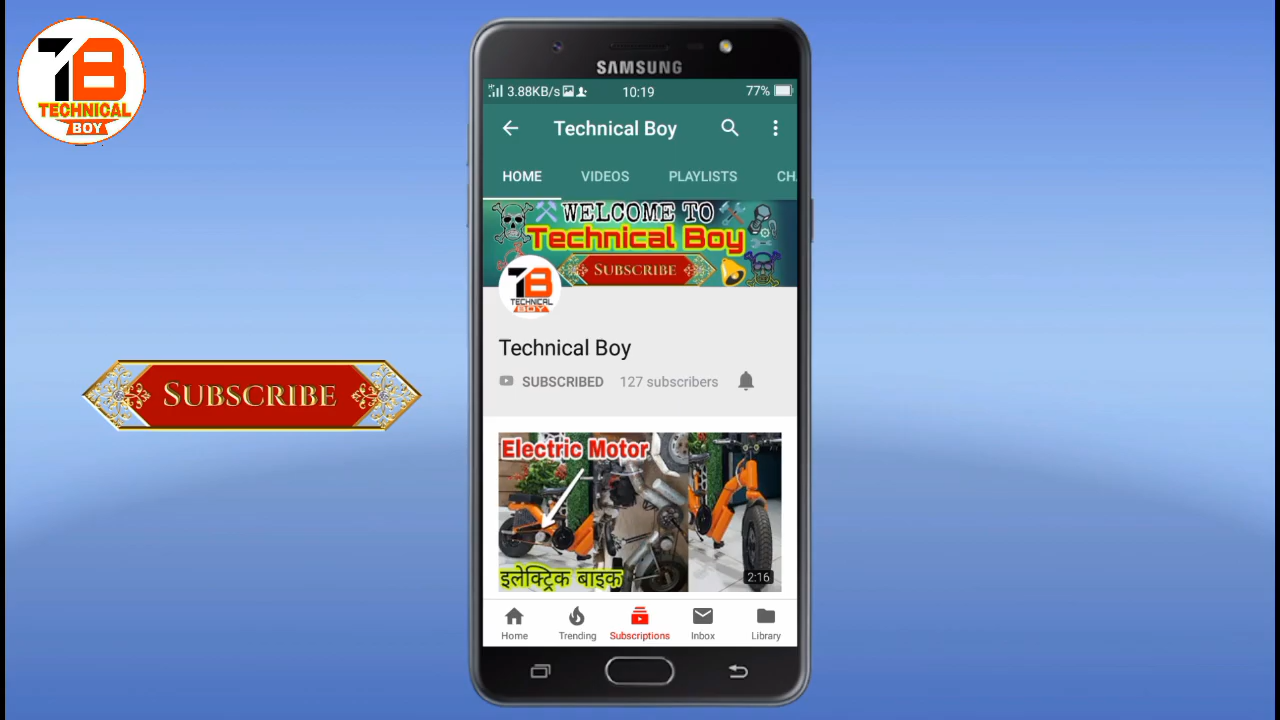 TB
TECHNICAL
BOY
SAMSUNG
3.88KB/s 10:19 77%
Technical Boy
HOME VIDEOS PLAYLISTS CH
WELCOME TO
Technical Boy
SUBSCRIBE
TB
TECHNICAL
BOY
Technical Boy
SUBSCRIBED 127 subscribers
SUBSCRIBE
Electric Motor
इलेक्ट्रिक बाइक
2:16
Home Trending Subscriptions Inbox Library